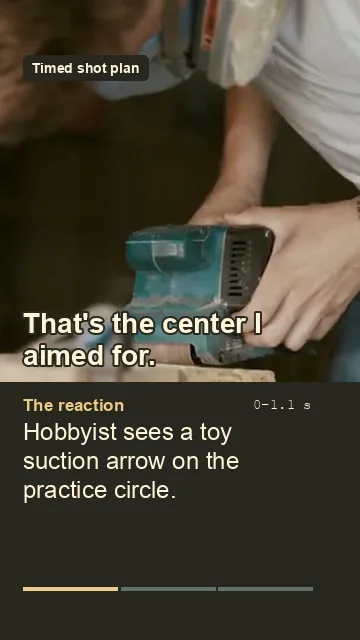 Timed shot plan
That's the center I
aimed for.
The reaction
0–1.1 s
Hobbyist sees a toy
suction arrow on the
practice circle.